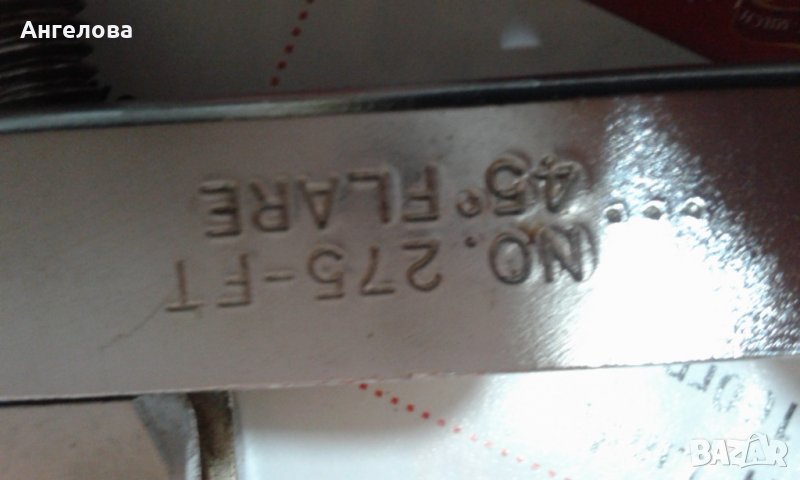 Ангелова
NO. 275-FT
45° FLARE
BAZAR